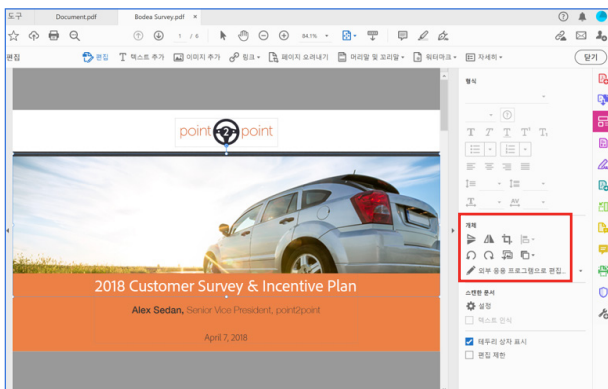 도구 Document.pdf Bodea Survey.pdf ×
1 / 6 84.1%
편집 편집 텍스트 추가 이미지 추가 링크 페이지 오려내기 머리말 및 꼬리말 워터마크 자세히 닫기
형식
point 2 point
개체
외부 응용 프로그램으로 편집...
2018 Customer Survey & Incentive Plan
스캔한 문서
Alex Sedan, Senior Vice President, point2point
설정
텍스트 인식
April 7, 2018
테두리 상자 표시
편집 제한